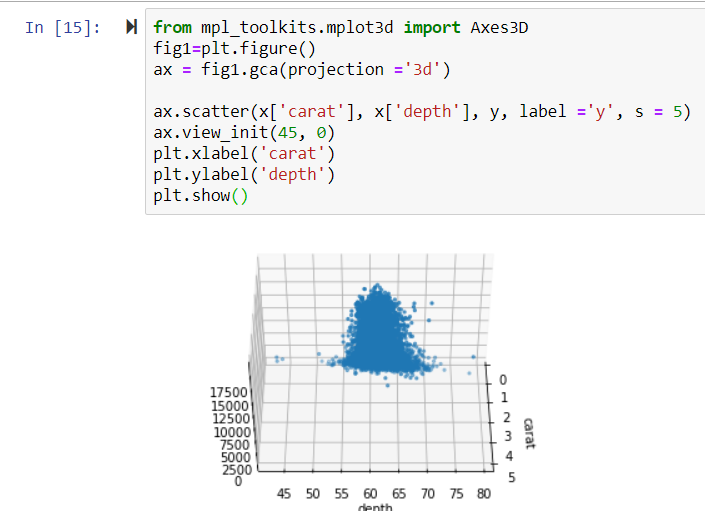 In [15]:
from mpl_toolkits.mplot3d import Axes3D
fig1=plt.figure()
ax = fig1.gca(projection ='3d')
ax.scatter(x['carat'], x['depth'], y, label ='y', s = 5)
ax.view_init(45, 0)
plt.xlabel('carat')
plt.ylabel('depth')
plt.show()
17500
15000
12500
10000
7500
5000
2500
0
0
1
2
3
4
5
carat
45 50 55 60 65 70 75 80
depth